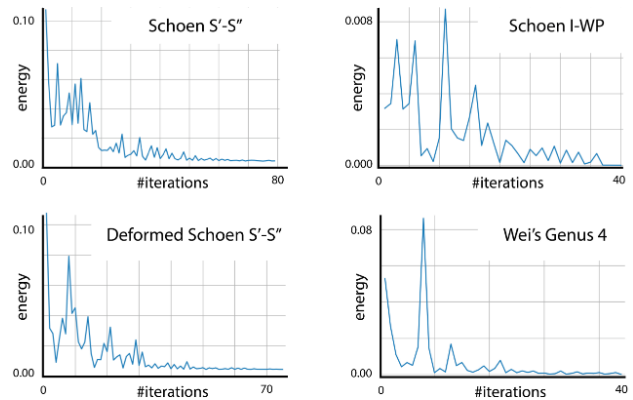 0.10
Schoen S′-S″
energy
0.00
0
#iterations
80
0.008
Schoen I-WP
energy
0.000
0
#iterations
40
0.10
Deformed Schoen S′-S″
energy
0.00
0
#iterations
70
0.08
Wei's Genus 4
energy
0.00
0
#iterations
40